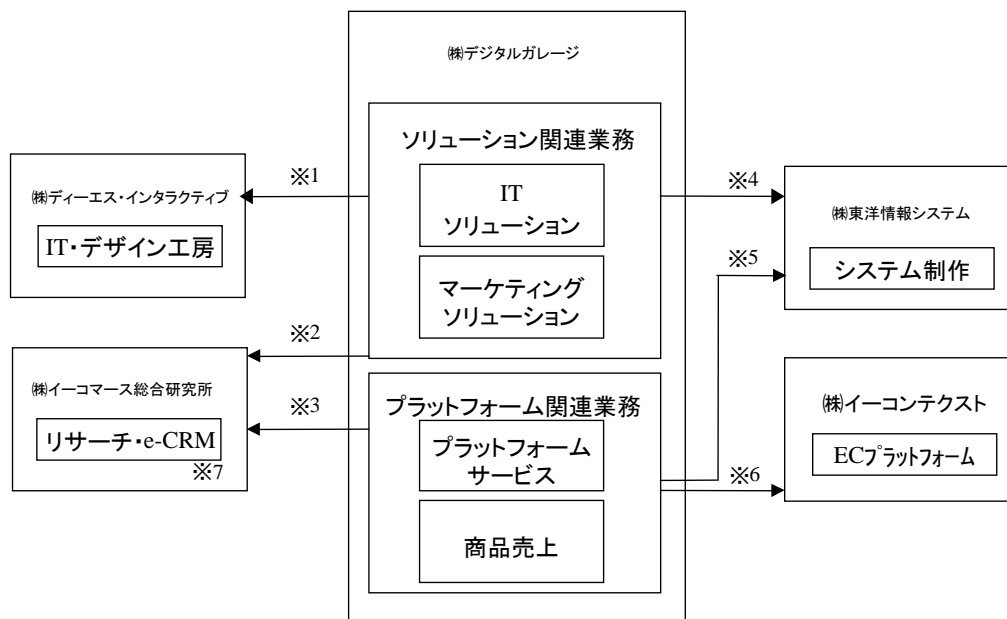 ㈱デジタルガレージ
ソリューション関連業務
IT
ソリューション
マーケティング
ソリューション
プラットフォーム関連業務
プラットフォーム
サービス
商品売上
※1
㈱ディーエス・インタラクティブ
IT・デザイン工房
※2
㈱イーコマース総合研究所
※3
リサーチ・e-CRM
※7
※4
㈱東洋情報システム
※5
システム制作
㈱イーコンテクスト
※6
ECプラットフォーム